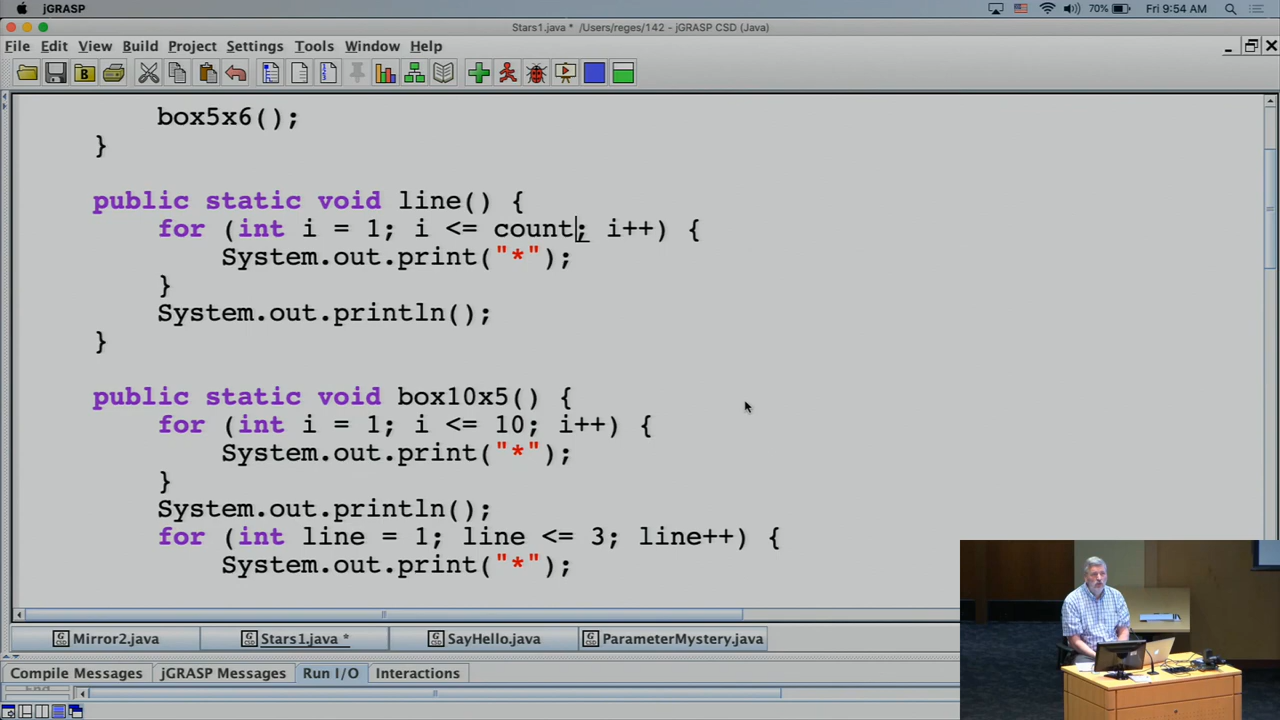 jGRASP
70%
Fri 9:54 AM
Stars1.java * /Users/reges/142 - jGRASP CSD (Java)
File Edit View Build Project Settings Tools Window Help
box5x6();
}
public static void line() {
for (int i = 1; i <= count; i++) {
System.out.print("*");
}
System.out.println();
}
public static void box10x5() {
for (int i = 1; i <= 10; i++) {
System.out.print("*");
}
System.out.println();
for (int line = 1; line <= 3; line++) {
System.out.print("*");
Mirror2.java Stars1.java * SayHello.java ParameterMystery.java
Compile Messages jGRASP Messages Run I/O Interactions
End